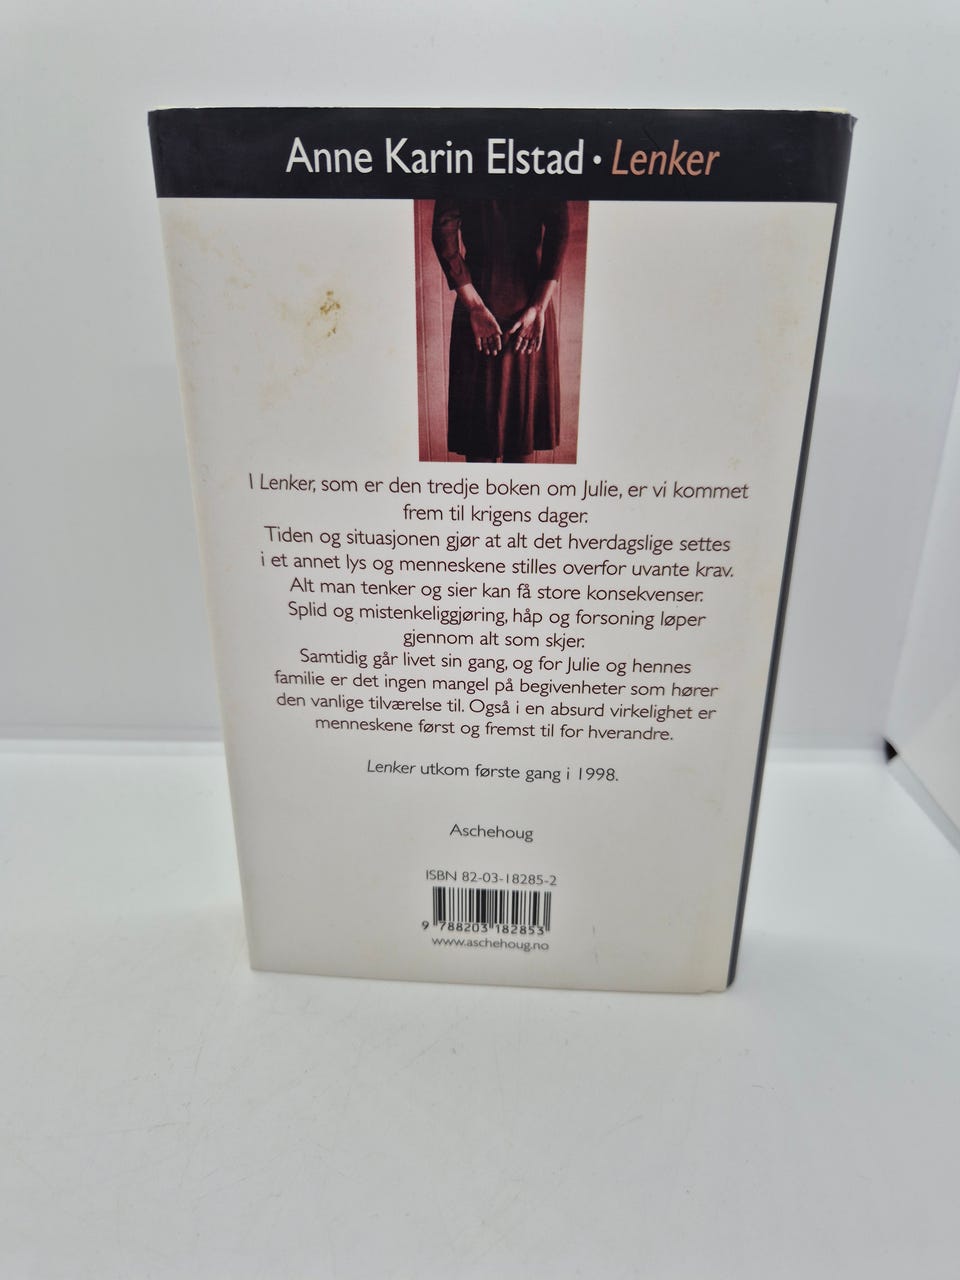 Anne Karin Elstad • Lenker
I Lenker, som er den tredje boken om Julie, er vi kommet
frem til krigens dager.
Tiden og situasjonen gjør at alt det hverdagslige settes
i et annet lys og menneskene stilles overfor uvante krav.
Alt man tenker og sier kan få store konsekvenser.
Splid og mistenkeliggjøring, håp og forsoning løper
gjennom alt som skjer.
Samtidig går livet sin gang, og for Julie og hennes
familie er det ingen mangel på begivenheter som hører
den vanlige tilværelse til. Også i en absurd virkelighet er
menneskene først og fremst til for hverandre.
Lenker utkom første gang i 1998.
Aschehoug
ISBN 82-03-18285-2
9 788203 182853
www.aschehoug.no